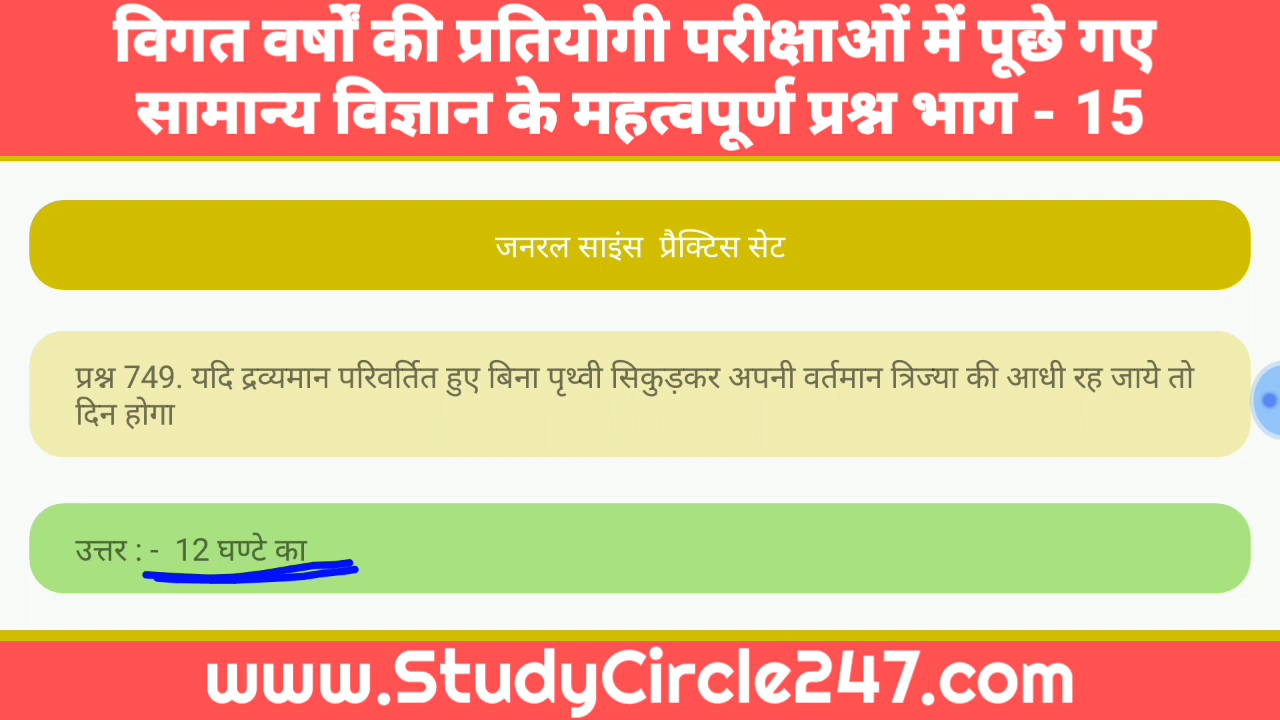 विगत वर्षों की प्रतियोगी परीक्षाओं में पूछे गए
सामान्य विज्ञान के महत्वपूर्ण प्रश्न भाग - 15
जनरल साइंस प्रैक्टिस सेट
प्रश्न 749. यदि द्रव्यमान परिवर्तित हुए बिना पृथ्वी सिकुड़कर अपनी वर्तमान त्रिज्या की आधी रह जाये तो
दिन होगा
उत्तर : - 12 घण्टे का
www.StudyCircle247.com